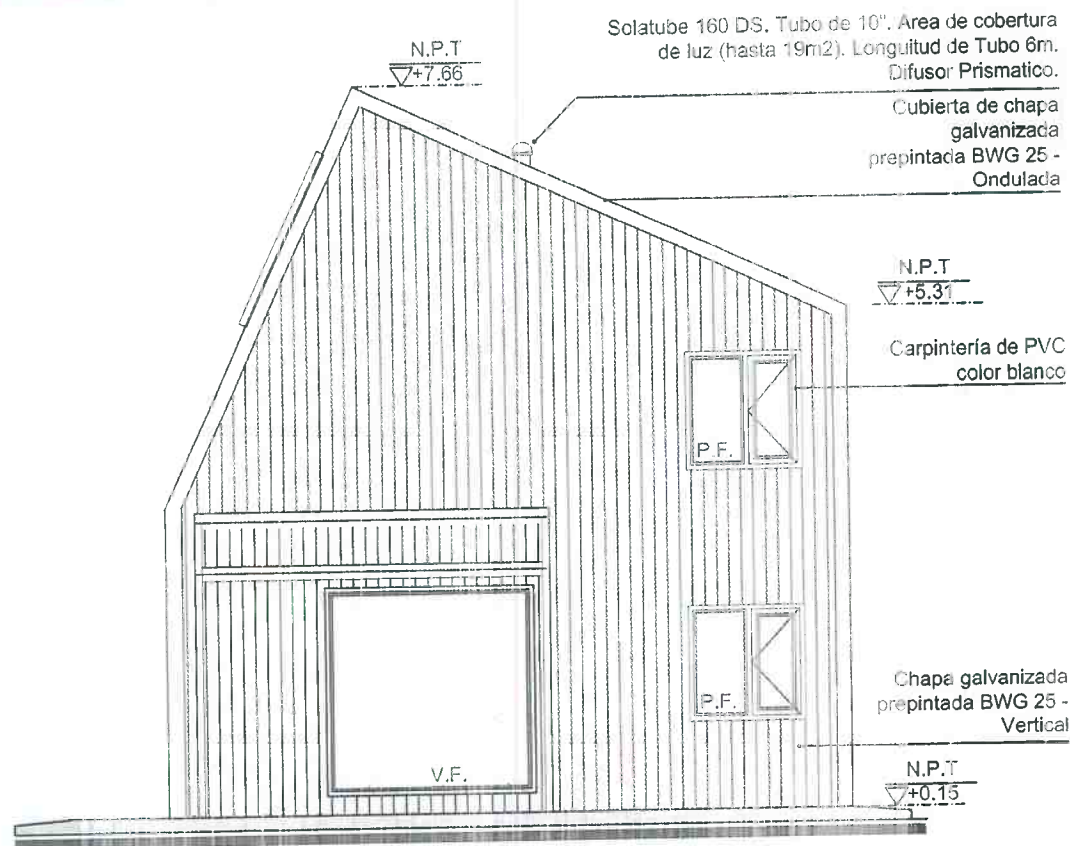 Solatube 160 DS. Tubo de 10". Area de cobertura
de luz (hasta 19m2). Longuitud de Tubo 6m.
Difusor Prismatico.
N.P.T
+7.66
Cubierta de chapa
galvanizada
prepintada BWG 25 -
Ondulada
N.P.T
+5.31
Carpintería de PVC
color blanco
P.F.
P.F.
Chapa galvanizada
prepintada BWG 25 -
Vertical
V.F.
N.P.T
+0.15